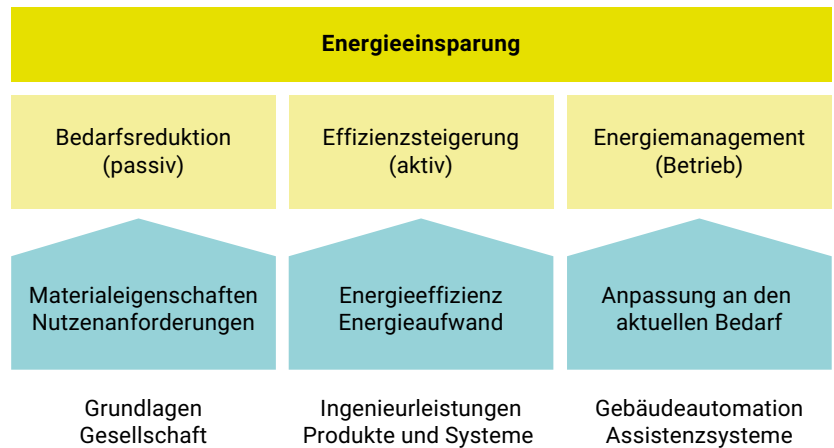 Energieeinsparung
Bedarfsreduktion
(passiv)
Effizienzsteigerung
(aktiv)
Energiemanagement
(Betrieb)
Materialeigenschaften
Nutzenanforderungen
Energieeffizienz
Energieaufwand
Anpassung an den
aktuellen Bedarf
Grundlagen
Gesellschaft
Ingenieurleistungen
Produkte und Systeme
Gebäudeautomation
Assistenzsysteme